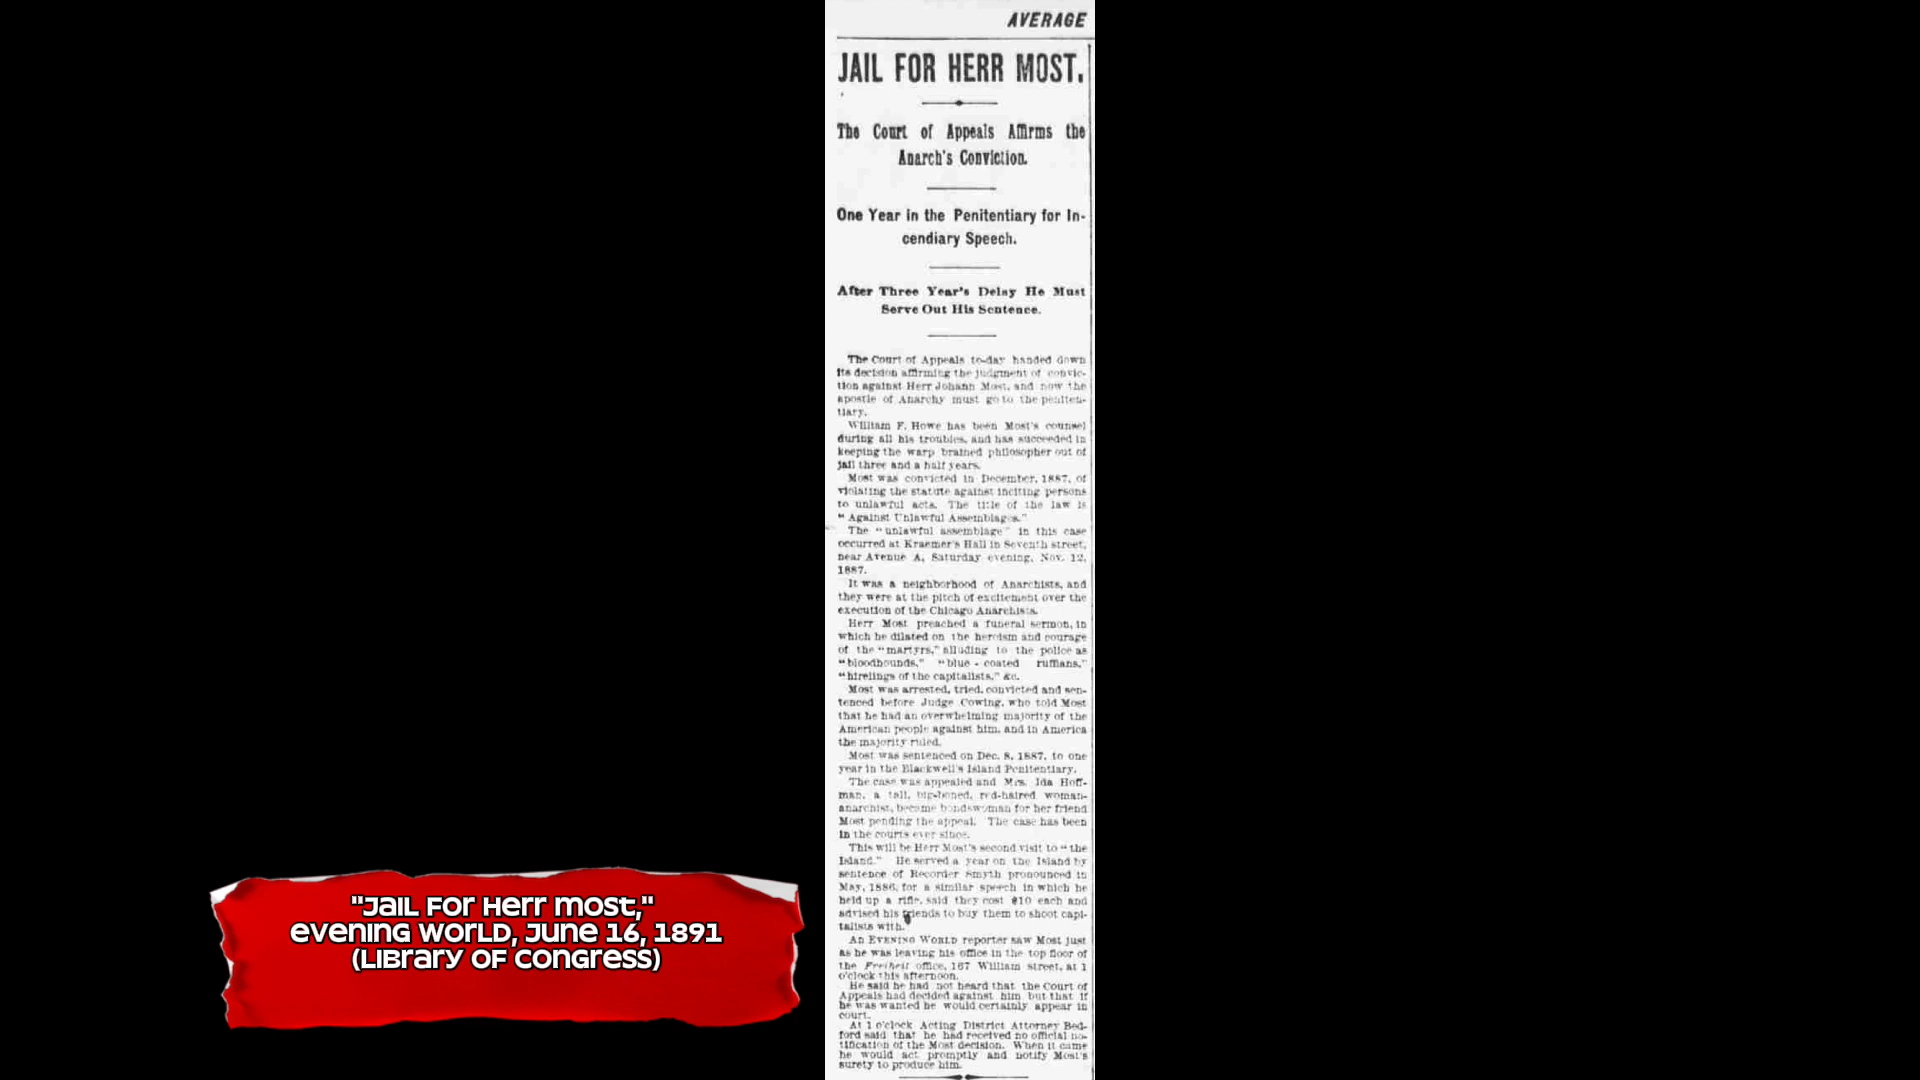 AVERAGE
JAIL FOR HERR MOST.
The Court of Appeals Affirms the
Anarch's Conviction.
One Year in the Penitentiary for In-
cendiary Speech.
After Three Year's Delay He Must
Serve Out His Sentence.
The Court of Appeals to-day handed down
its decision affirming the judgment of convic-
tion against Herr Johann Most, and now the
apostle of Anarchy must go to the peniten-
tiary.
William F. Howe has been Most's counsel
during all his troubles, and has succeeded in
keeping the warp brained philosopher out of
jail three and a half years.
Most was convicted in December, 1887, of
violating the statute against inciting persons
to unlawful acts. The title of the law is
"Against Unlawful Assemblages."
The "unlawful assemblage" in this case
occurred at Kraemer's Hall in Seventh street,
near Avenue A, Saturday evening, Nov. 12,
1887.
It was a neighborhood of Anarchists, and
they were at the pitch of excitement over the
execution of the Chicago Anarchists.
Herr Most preached a funeral sermon, in
which he dilated on the heroism and courage
of the "martyrs," alluding to the police as
"bloodhounds," "blue-coated ruffians,"
"hirelings of the capitalists," &c.
Most was arrested, tried, convicted and sen-
tenced before Judge Cowing, who told Most
that he had an overwhelming majority of the
American people against him, and in America
the majority ruled.
Most was sentenced on Dec. 8, 1887, to one
year in the Blackwell's Island Penitentiary.
The case was appealed and Mrs. Ida Hoff-
man, a tall, big-boned, red-haired woman-
anarchist, became bondswoman for her friend
Most pending the appeal. The case has been
in the courts ever since.
This will be Herr Most's second visit to "the
Island." He served a year on the Island by
sentence of Recorder Smyth pronounced in
May, 1886, for a similar speech in which he
held up a rifle, said they cost $10 each and
advised his friends to buy them to shoot capi-
talists with.
AN EVENING WORLD reporter saw Most just
as he was leaving his office in the top floor of
the Freiheit office, 167 William street, at 1
o'clock this afternoon.
He said he had not heard that the Court of
Appeals had decided against him but that if
he was wanted he would certainly appear in
court.
At 1 o'clock Acting District Attorney Bed-
ford said that he had received no official no-
tification of the Most decision. When it came
he would act promptly and notify Most's
surety to produce him.
"Jail for Herr Most,"
Evening World, June 16, 1891
(Library of Congress)